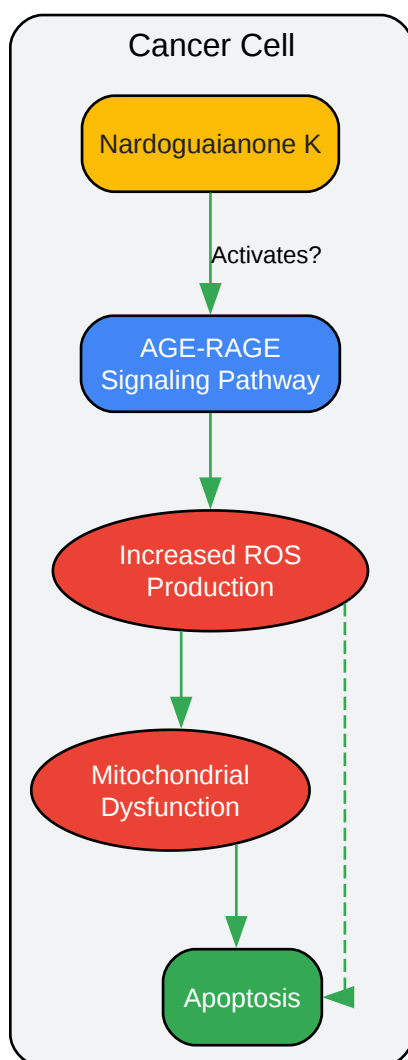 Cancer Cell
Nardoguaianone K
Activates?
AGE-RAGE
Signaling Pathway
Increased ROS
Production
Mitochondrial
Dysfunction
Apoptosis